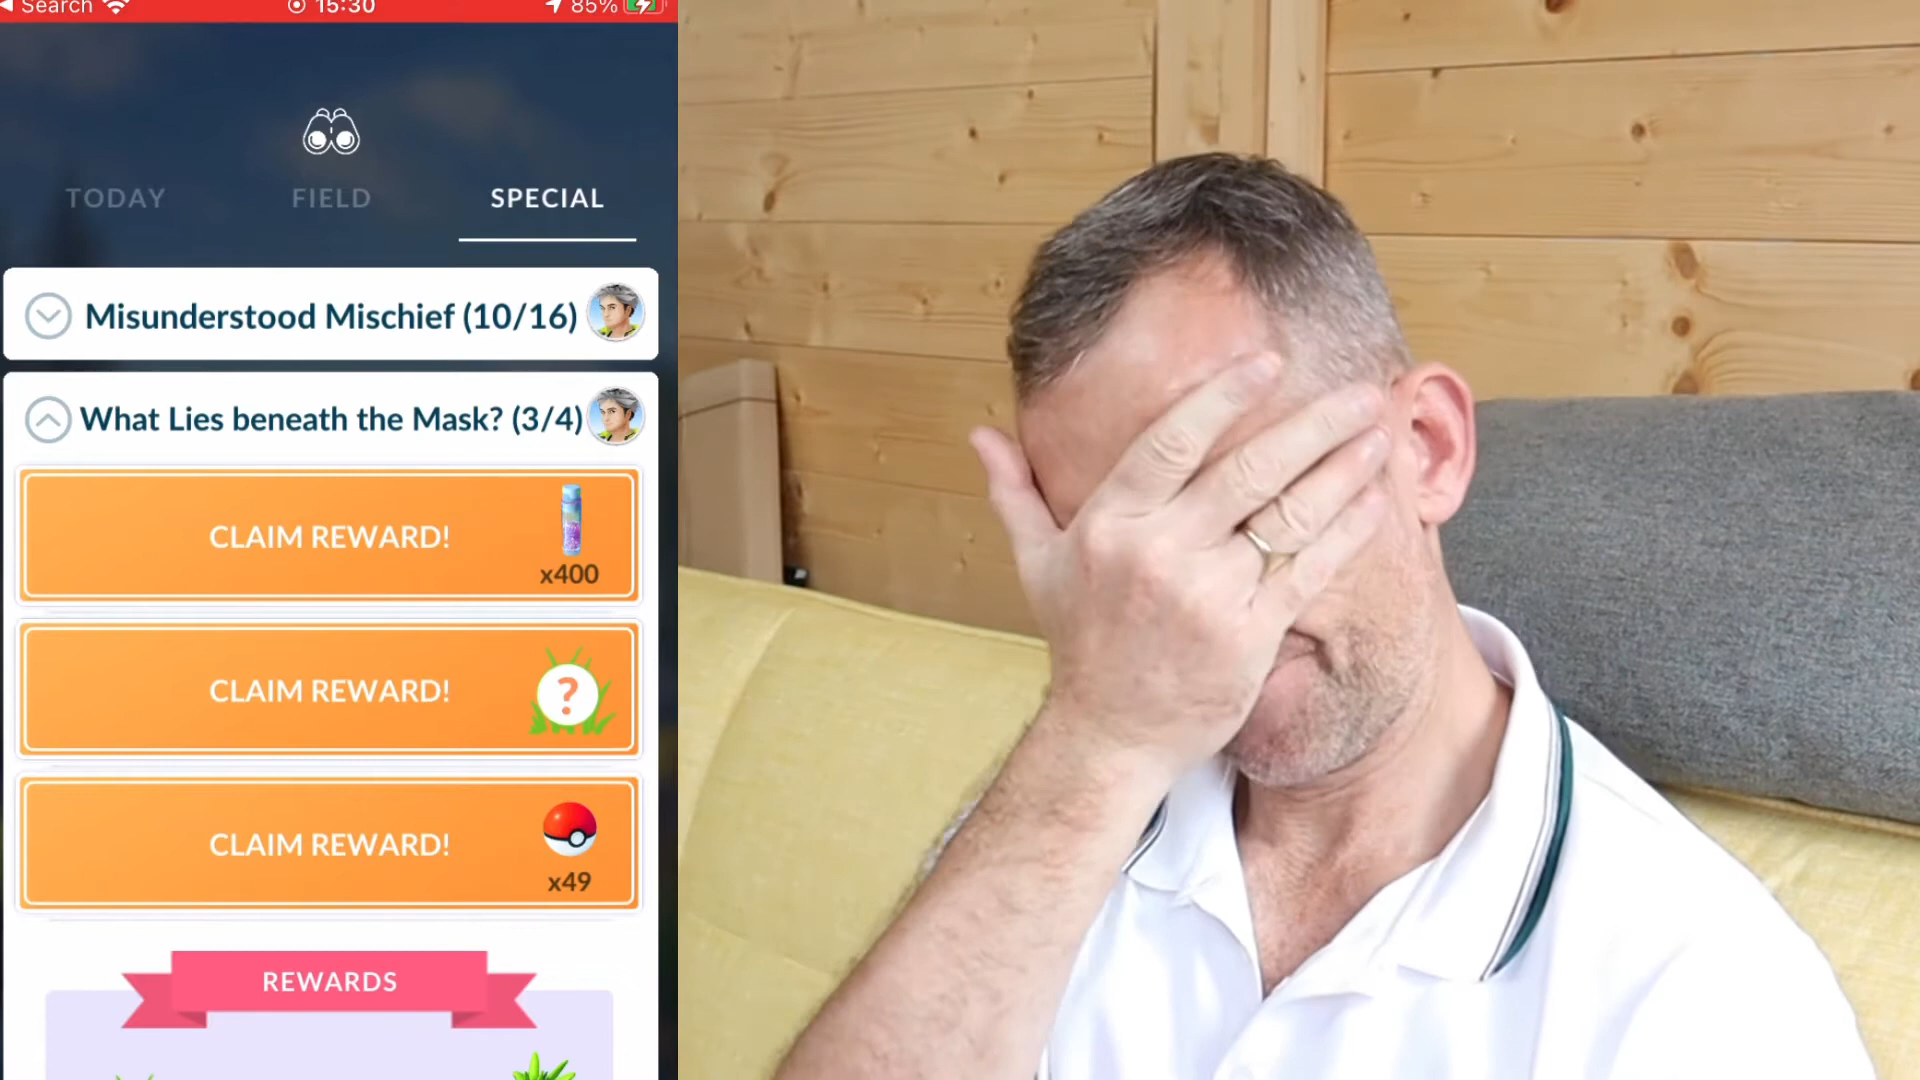 Search 15:30 85%
TODAY FIELD SPECIAL
Misunderstood Mischief (10/16)
What Lies beneath the Mask? (3/4)
CLAIM REWARD!
x400
CLAIM REWARD!
?
CLAIM REWARD!
x49
REWARDS